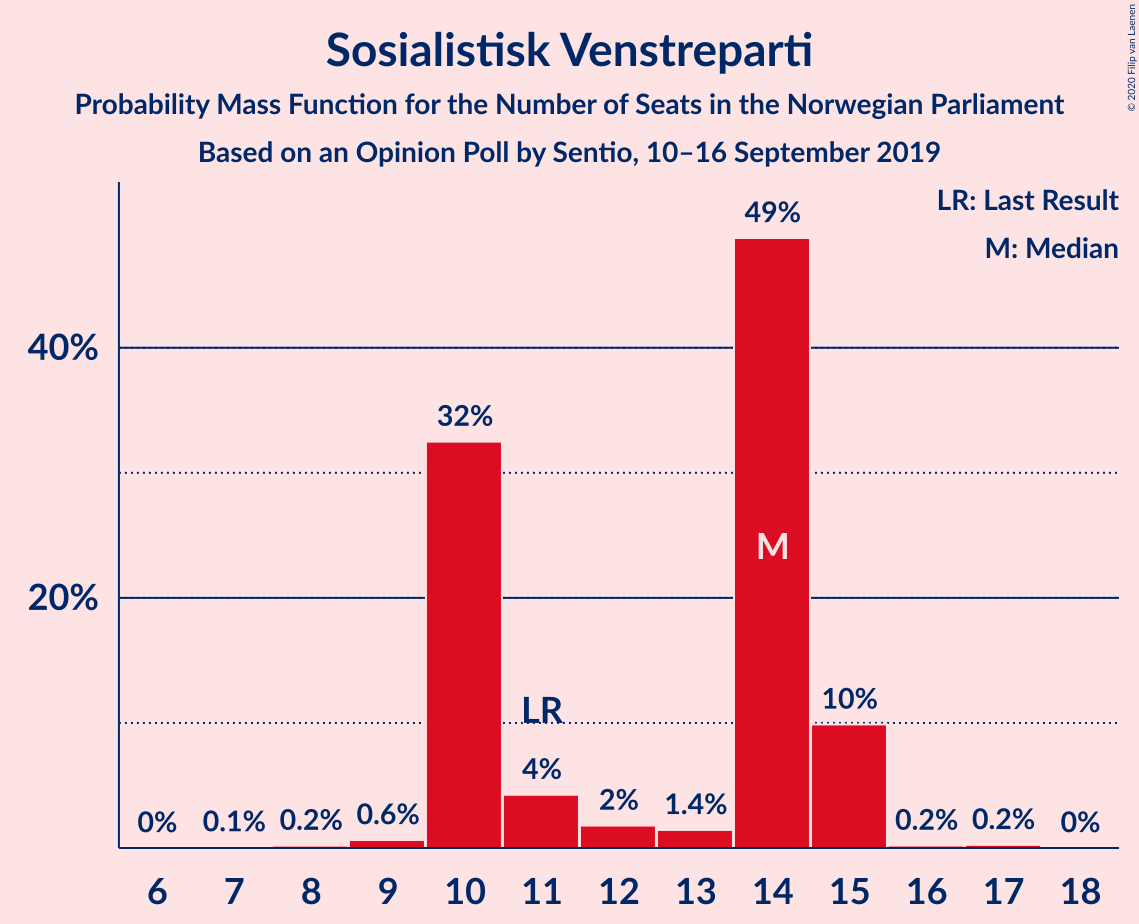 © 2020 Filip van Laenen
Sosialistisk Venstreparti
Probability Mass Function for the Number of Seats in the Norwegian Parliament
Based on an Opinion Poll by Sentio, 10–16 September 2019
LR: Last Result
M: Median
49%
40%
32%
M
20%
LR
10%
4%
0% 0.1% 0.2% 0.6% 2% 1.4% 0.2% 0.2% 0%
6 7 8 9 10 11 12 13 14 15 16 17 18